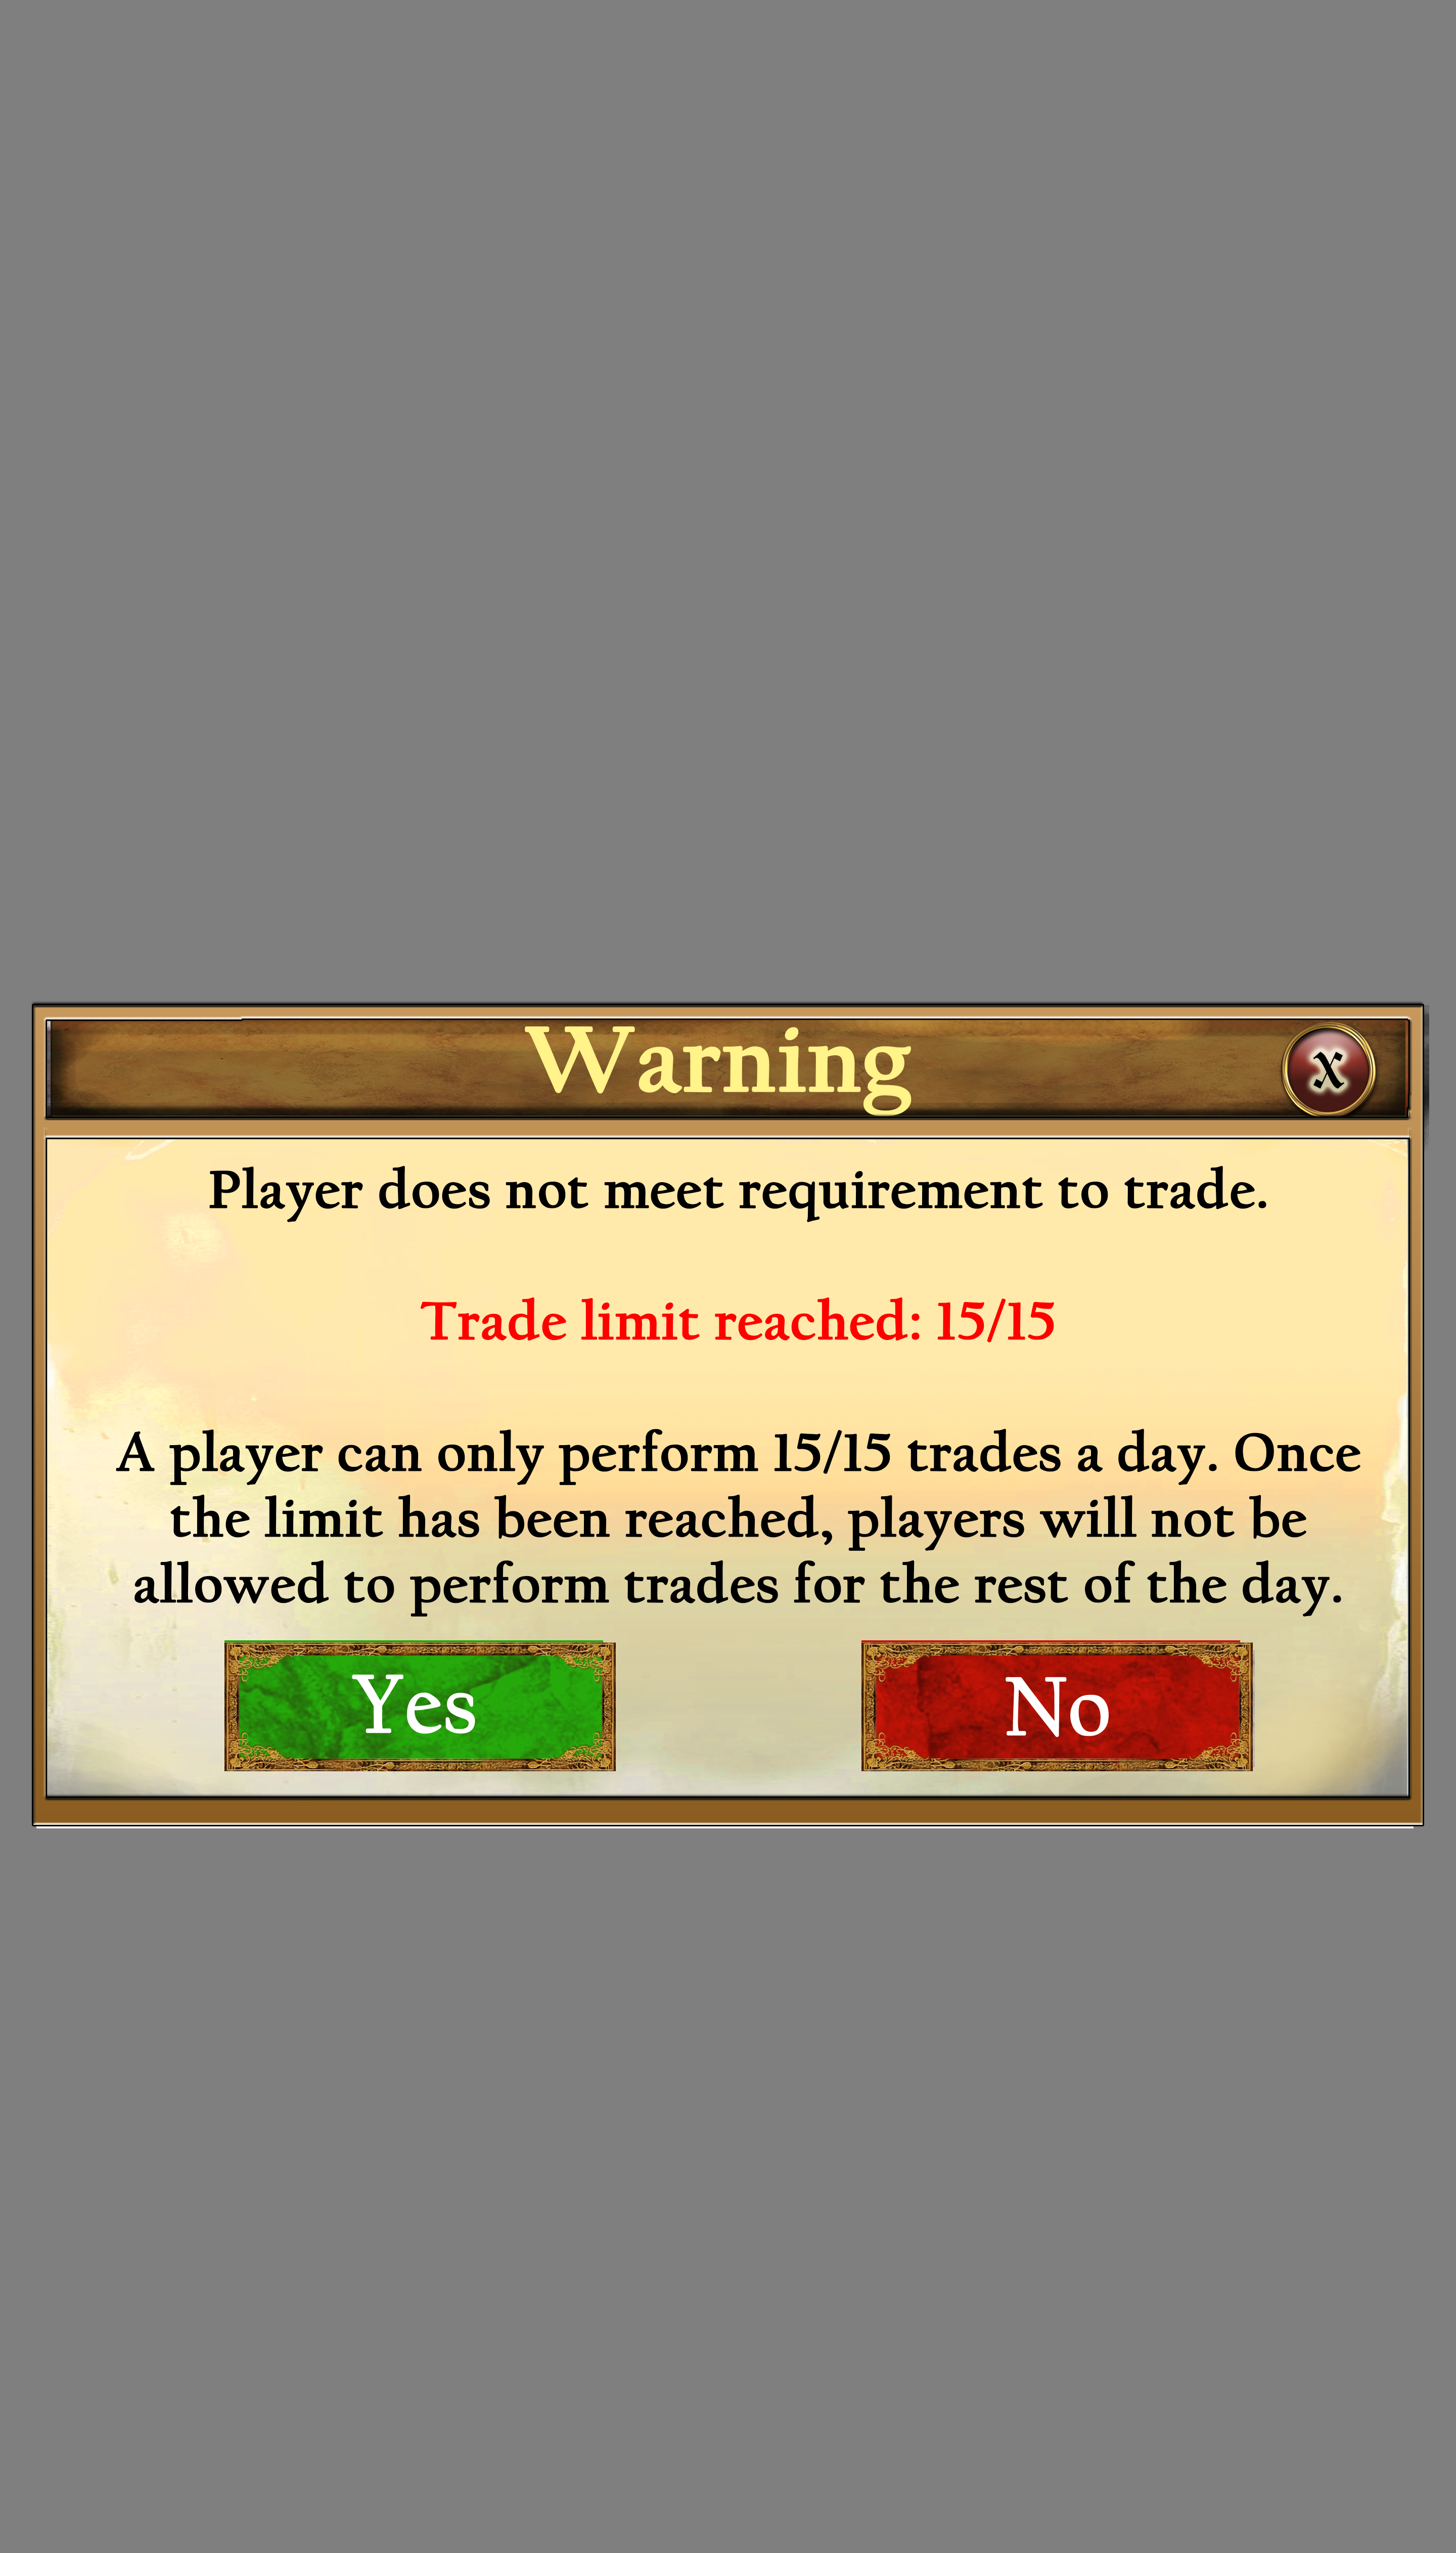 Warning
X
Player does not meet requirement to trade.
Trade limit reached: 15/15
A player can only perform 15/15 trades a day. Once
the limit has been reached, players will not be
allowed to perform trades for the rest of the day.
Yes
No